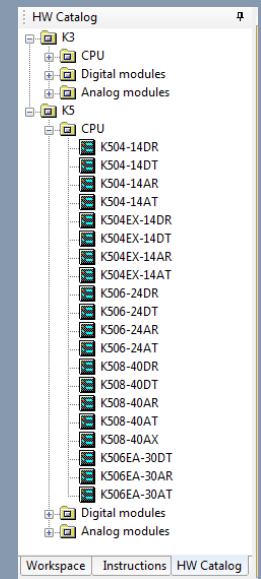 HW Catalog
K3
CPU
Digital modules
Analog modules
K5
CPU
K504-14DR
K504-14DT
K504-14AR
K504-14AT
K504EX-14DR
K504EX-14DT
K504EX-14AR
K504EX-14AT
K506-24DR
K506-24DT
K506-24AR
K506-24AT
K508-40DR
K508-40DT
K508-40AR
K508-40AT
K508-40AX
K506EA-30DT
K506EA-30AR
K506EA-30AT
Digital modules
Analog modules
Workspace Instructions HW Catalog